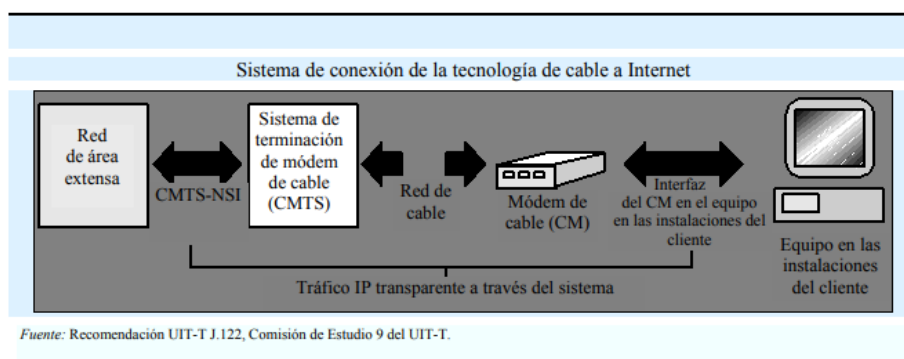 Sistema de conexión de la tecnología de cable a Internet
Red
de área
extensa
CMTS-NSI
Sistema de
terminación
de módem
de cable
(CMTS)
Red de
cable
Módem de
cable (CM)
Interfaz
del CM en el equipo
en las instalaciones del
cliente
Equipo en las
instalaciones
del cliente
Tráfico IP transparente a través del sistema
Fuente: Recomendación UIT-T J.122, Comisión de Estudio 9 del UIT-T.